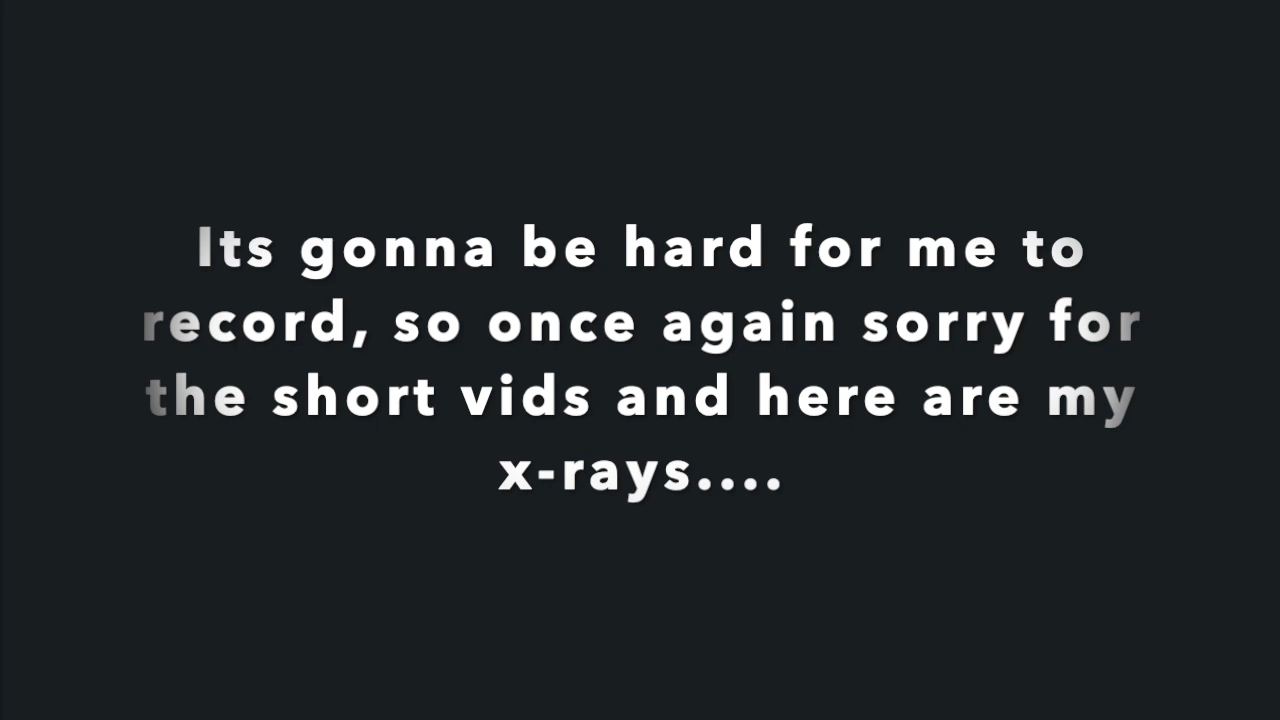 Its gonna be hard for me to
record, so once again sorry for
the short vids and here are my
x-rays....